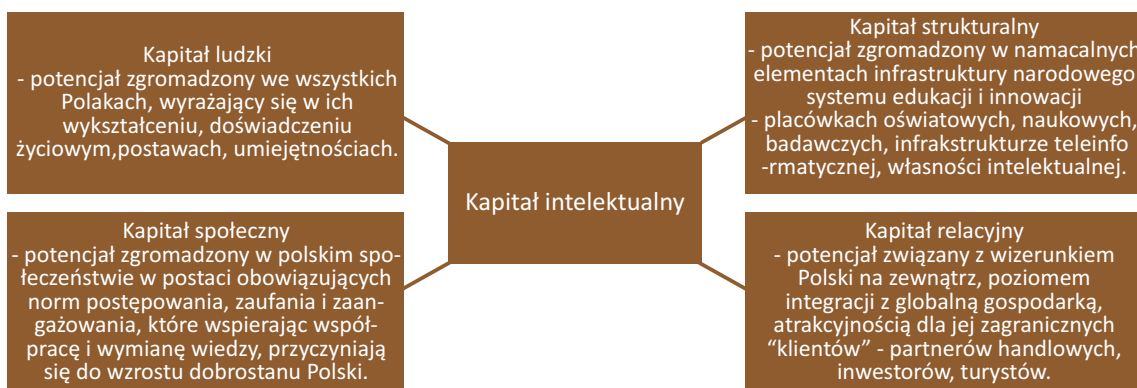 Kapitał ludzki
- potencjał zgromadzony we wszystkich
Polakach, wyrażający się w ich
wykształceniu, doświadczeniu
życiowym,postawach, umiejętnościach.
Kapitał strukturalny
- potencjał zgromadzony w namacalnych
elementach infrastruktury narodowego
systemu edukacji i innowacji
- placówkach oświatowych, naukowych,
badawczych, infrakstrukturze teleinfo
-rmatycznej, własności intelektualnej.
Kapitał intelektualny
Kapitał społeczny
- potencjał zgromadzony w polskim spo-
łeczeństwie w postaci obowiązujących
norm postępowania, zaufania i zaan-
gażowania, które wspierając współ-
pracę i wymianę wiedzy, przyczyniają
się do wzrostu dobrostanu Polski.
Kapitał relacyjny
- potencjał związany z wizerunkiem
Polski na zewnątrz, poziomem
integracji z globalną gospodarką,
atrakcyjnością dla jej zagranicznych
“klientów” - partnerów handlowych,
inwestorów, turystów.